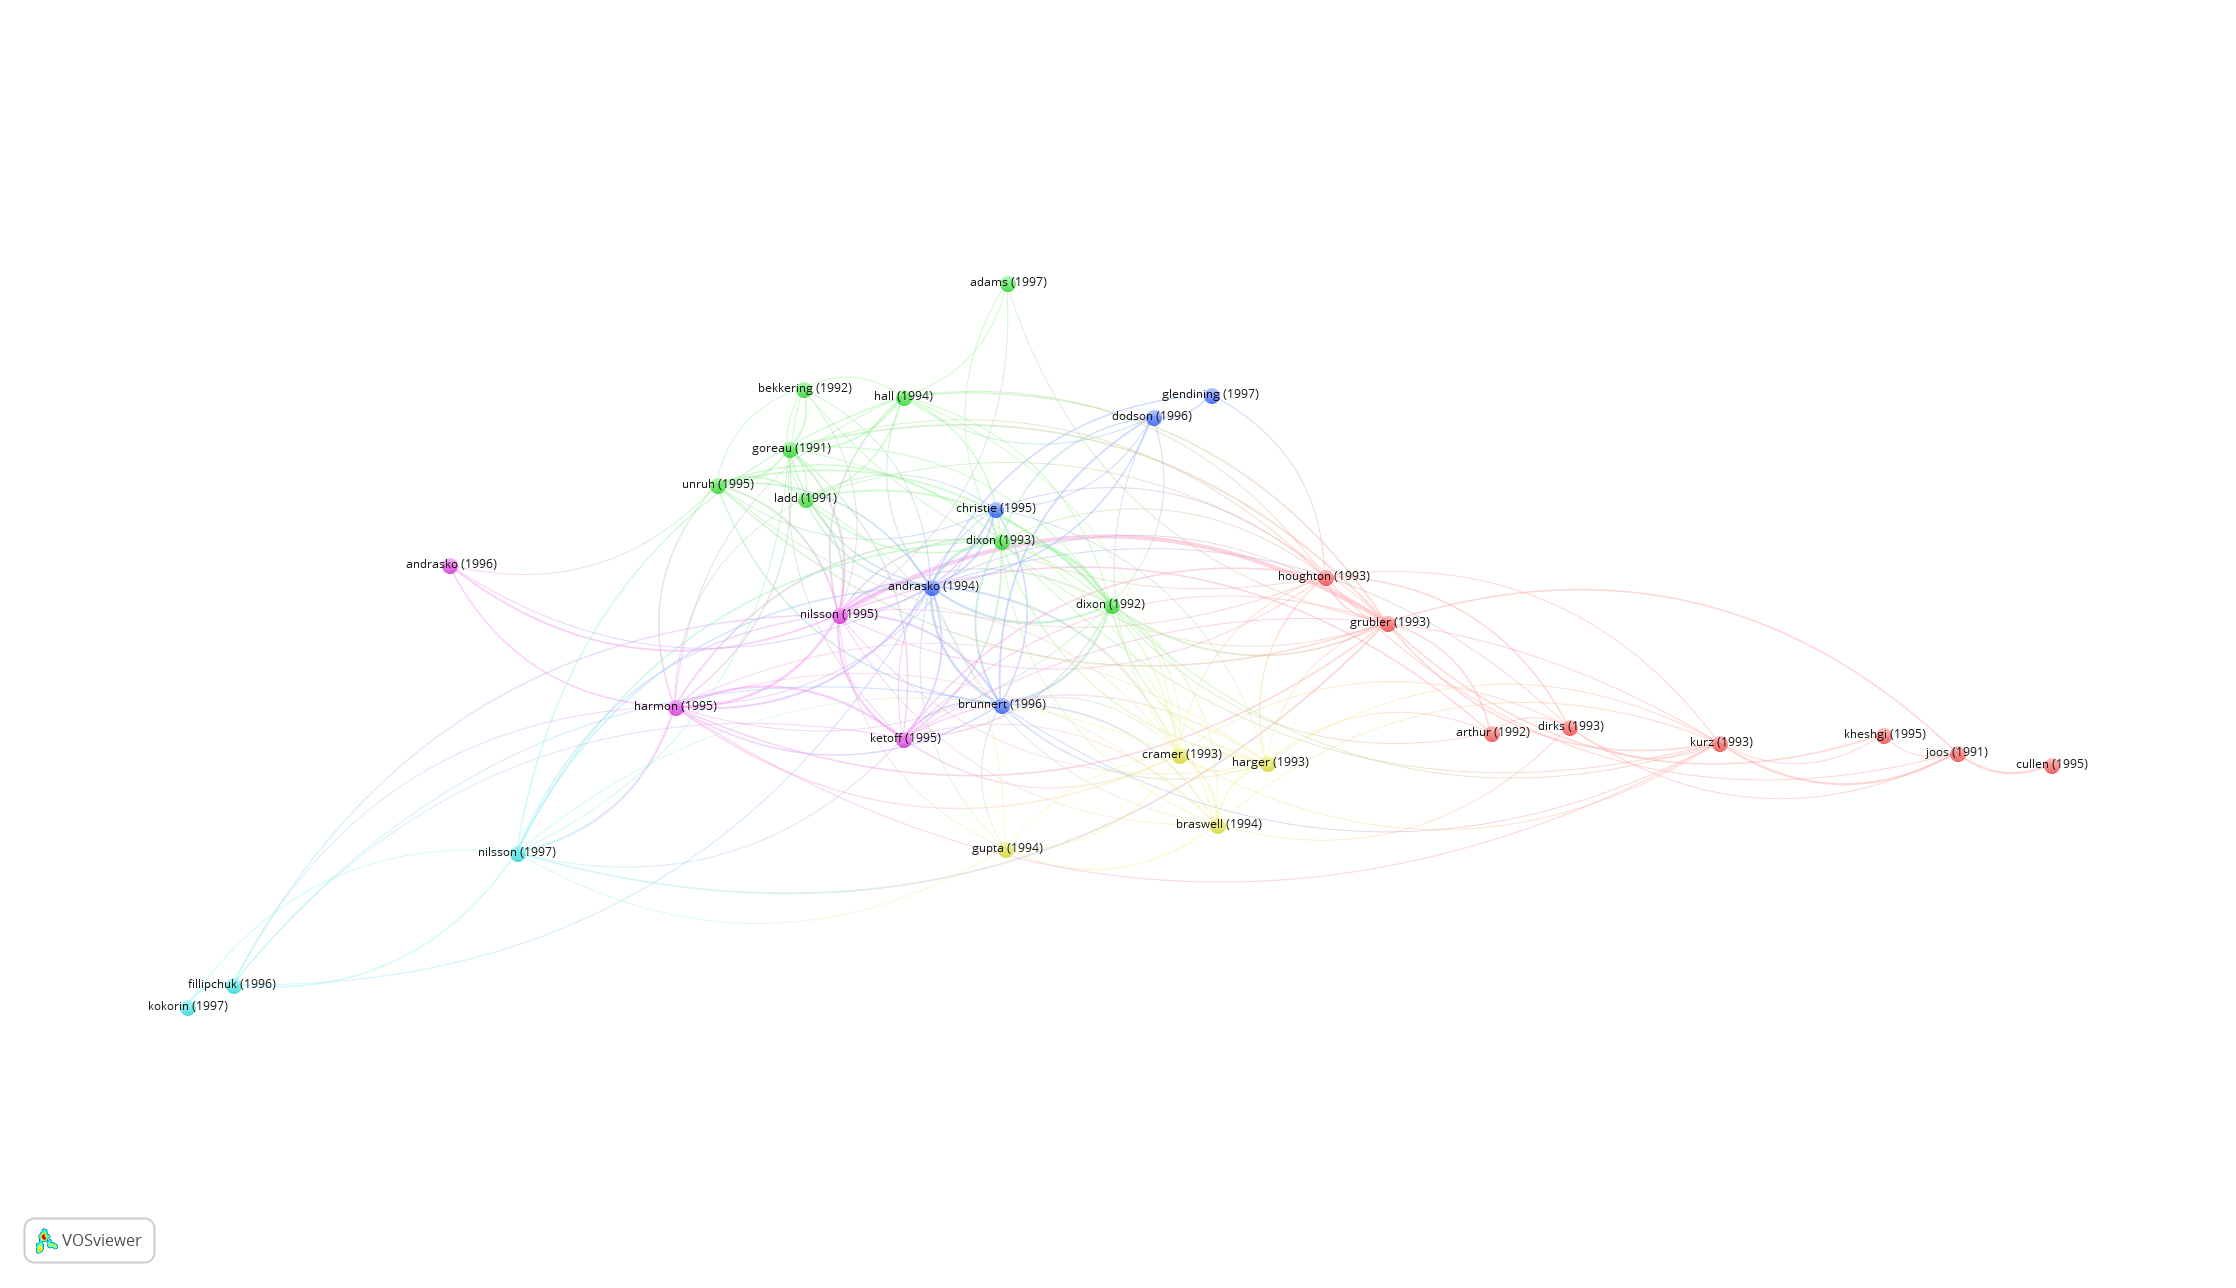 adams (1997)
bekkering (1992)
hall (1994)
glendining (1997)
dodson (1996)
goreau (1991)
unruh (1995)
ladd (1991)
christie (1995)
dixon (1993)
andrasko (1996)
andrasko (1994)
houghton (1993)
nilsson (1995)
dixon (1992)
grubler (1993)
harmon (1995)
brunnert (1996)
ketoff (1995)
arthur (1992)
dirks (1993)
kurz (1993)
kheshgi (1995)
joos (1991)
cullen (1995)
cramer (1993)
harger (1993)
braswell (1994)
gupta (1994)
nilsson (1997)
fillipchuk (1996)
kokorin (1997)
VOSviewer